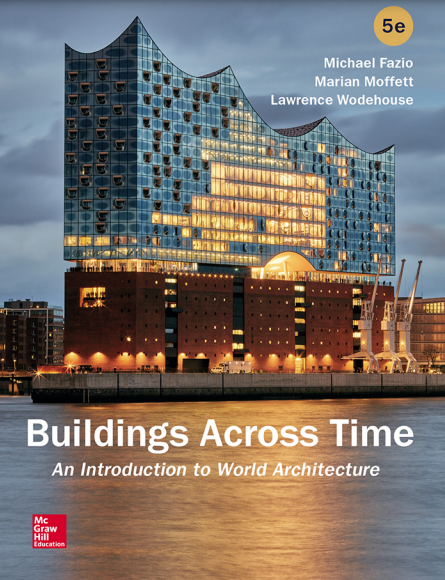 5e
Michael Fazio
Marian Moffett
Lawrence Wodehouse
Buildings Across Time
An Introduction to World Architecture
Mc
Graw
Hill
Education